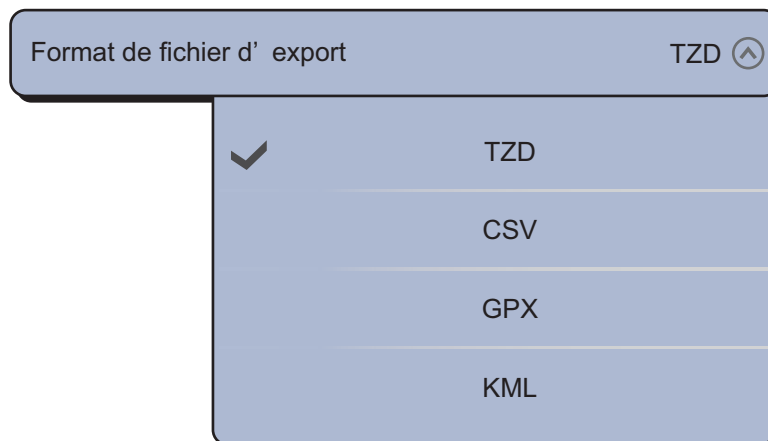 Format de fichier d’ export TZD
TZD
CSV
GPX
KML